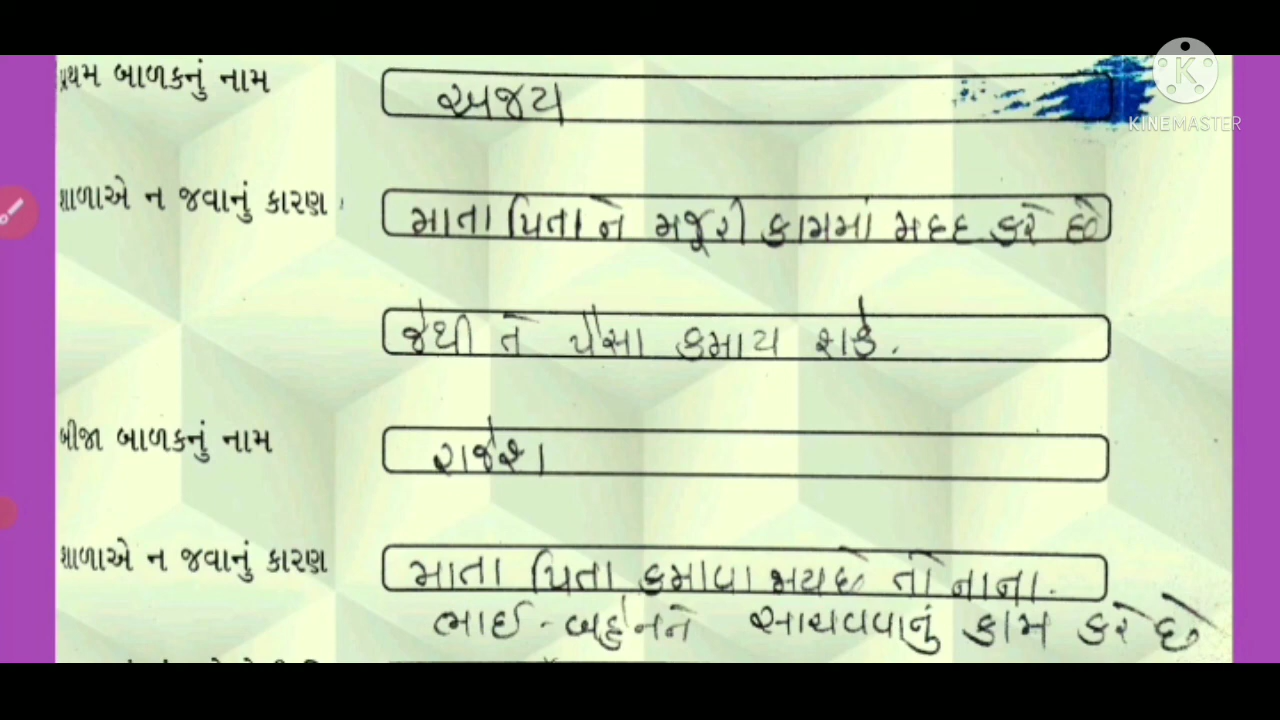 પ્રથમ બાળકનું નામ
અજય
KINEMASTER
શાળાએ ન જવાનું કારણ
માતા પિતાને મજૂરી કામમાં મદદ કરે છે
જેથી તે પૈસા કમાય શકે.
બીજા બાળકનું નામ
રાજેશ
શાળાએ ન જવાનું કારણ
માતા પિતા કમાવા જાય છે તો નાના
ભાઈ-બહેનને સાચવવાનું કામ કરે છે